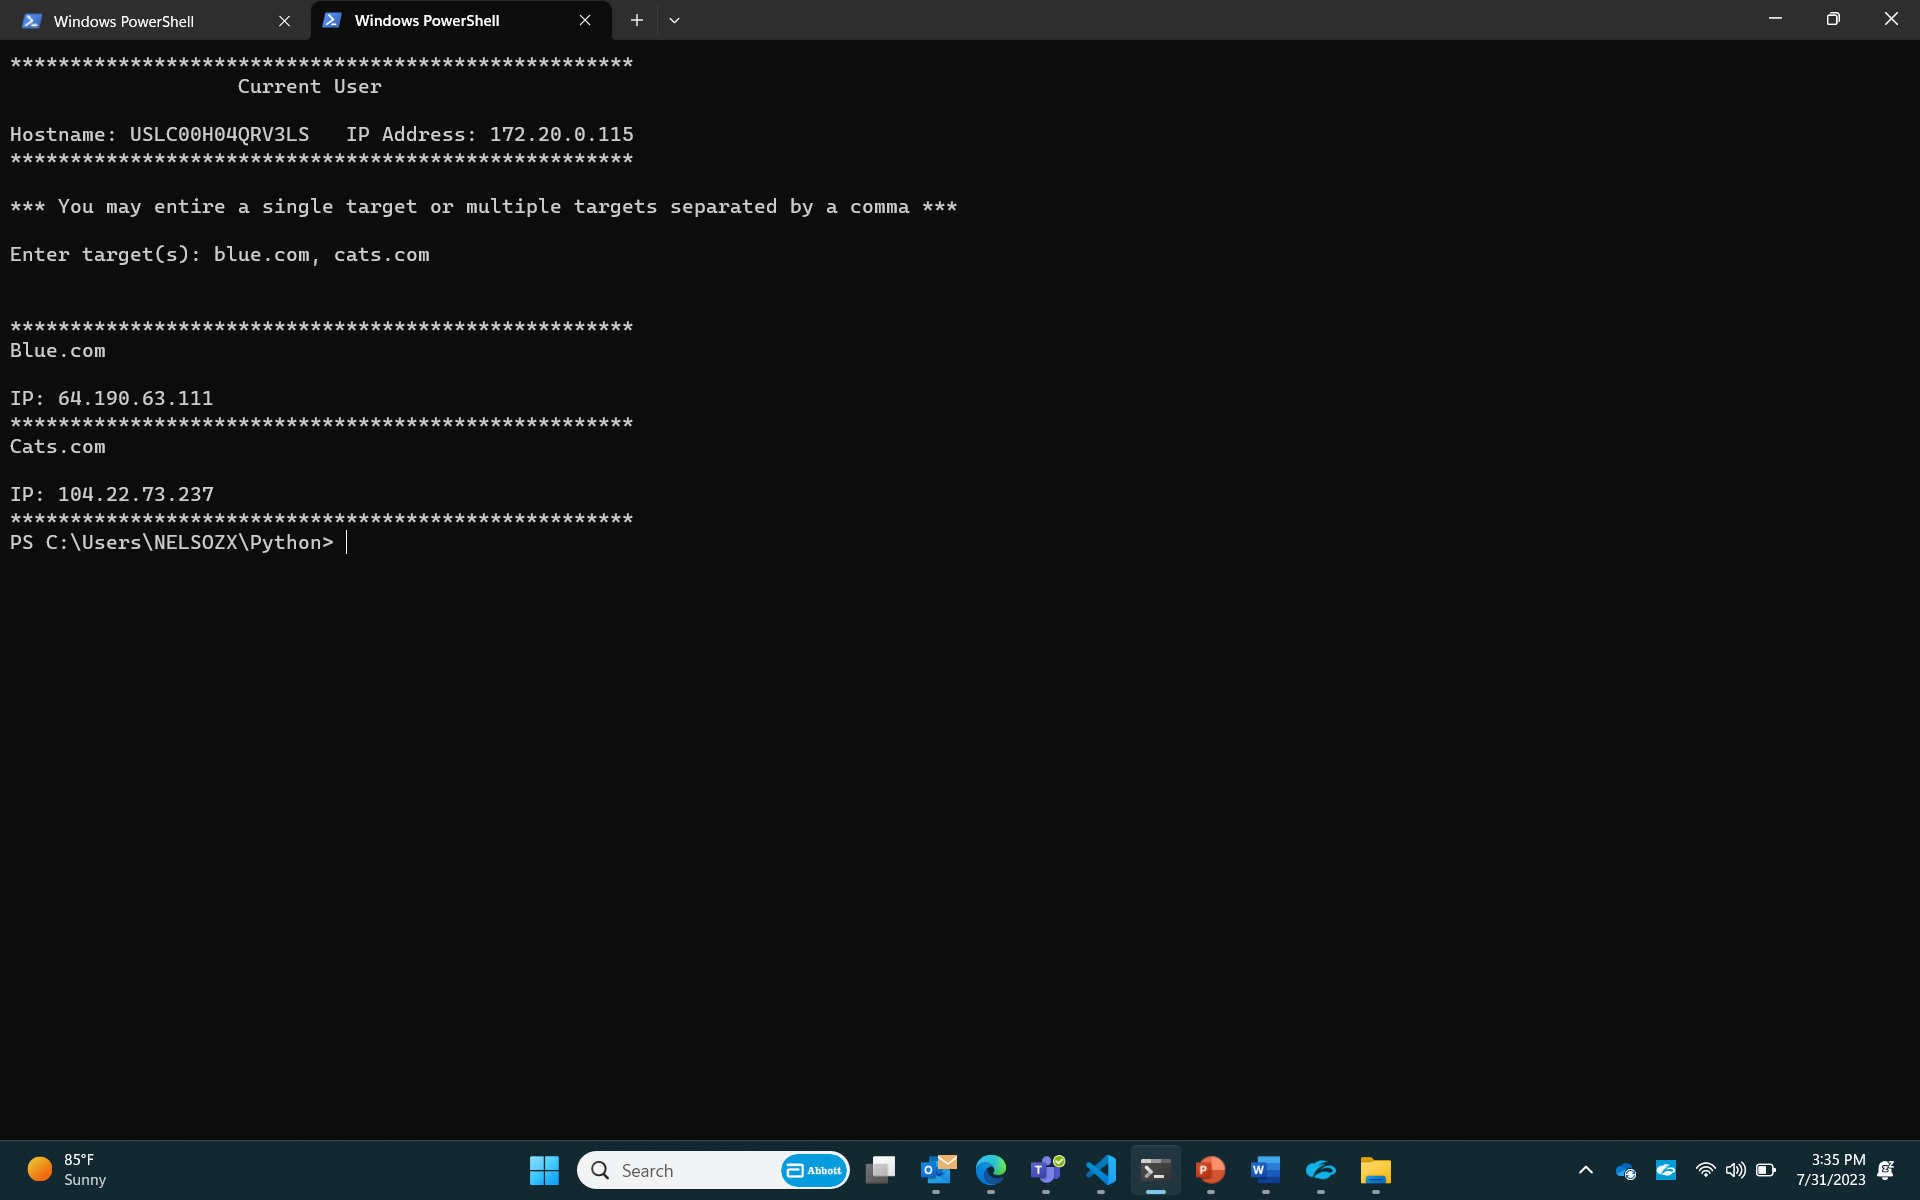 Windows PowerShell
Windows PowerShell
****************************************************
Current User
Hostname: USLC00H04QRV3LS   IP Address: 172.20.0.115
****************************************************
*** You may entire a single target or multiple targets separated by a comma ***
Enter target(s): blue.com, cats.com
****************************************************
Blue.com
IP: 64.190.63.111
****************************************************
Cats.com
IP: 104.22.73.237
****************************************************
PS C:\Users\NELSOZX\Python>
85°F
Sunny
Search
Abbott
3:35 PM
7/31/2023